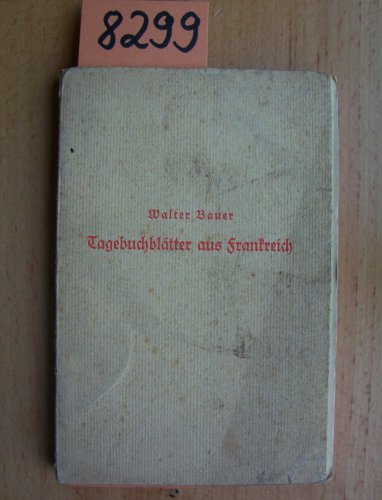 8299
Walter Bauer
Tagebuchblätter aus Frankreich